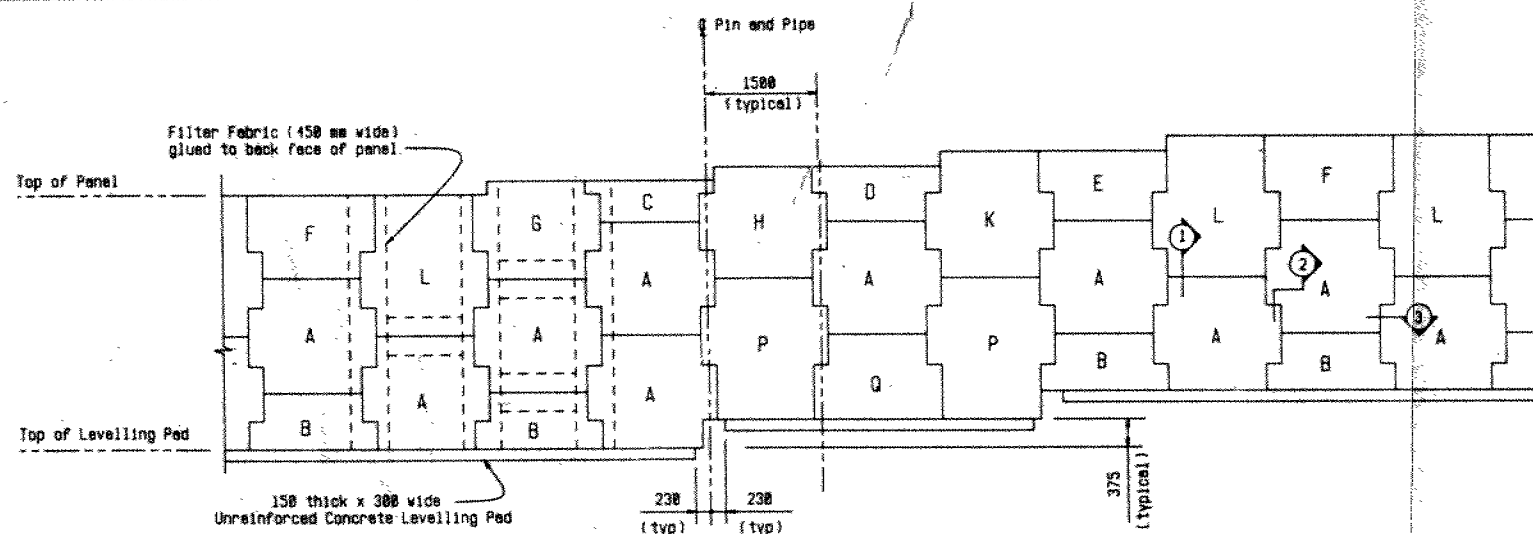 ℄ Pin and Pipe
1500
(typical)
Filter Fabric (450 mm wide)
glued to back face of panel.
Top of Panel
F
L
G
C
H
D
K
E
L
F
L
1
2
3
A
A
A
A
A
A
A
A
A
A
P
P
Q
B
B
B
B
Top of Levelling Pad
150 thick x 300 wide
Unreinforced Concrete Levelling Pad
230
(typ)
230
(typ)
375
(typical)